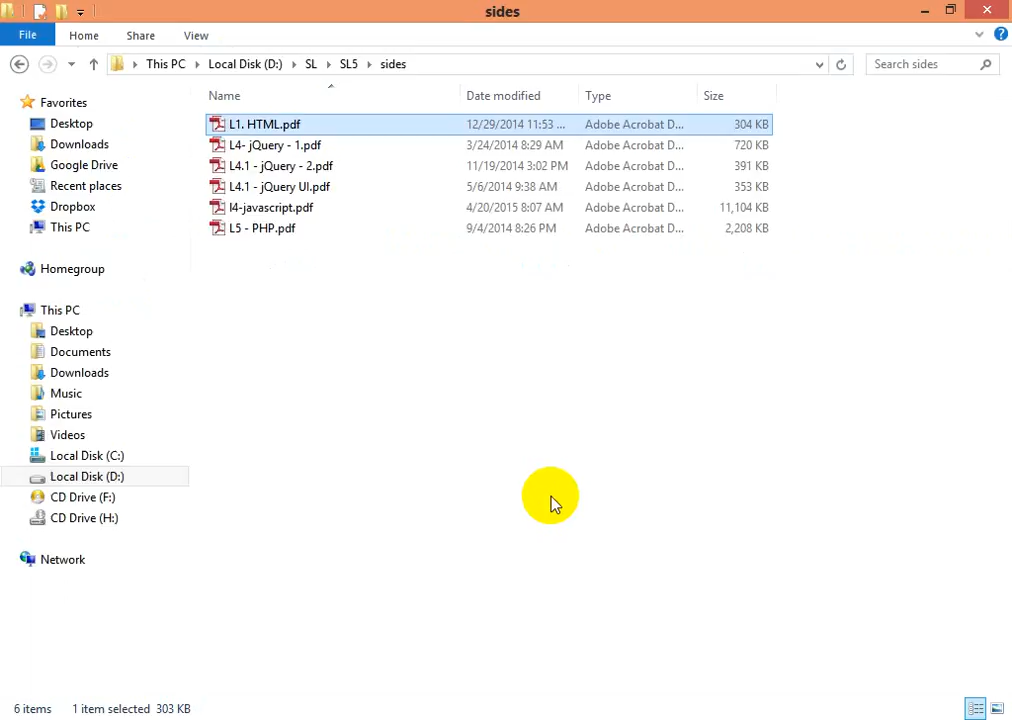 sides
File Home Share View
This PC Local Disk (D:) SL SL5 sides Search sides
Name Date modified Type Size
L1. HTML.pdf 12/29/2014 11:53 ... Adobe Acrobat D... 304 KB
L4- jQuery - 1.pdf 3/24/2014 8:29 AM Adobe Acrobat D... 720 KB
L4.1 - jQuery - 2.pdf 11/19/2014 3:02 PM Adobe Acrobat D... 391 KB
L4.1 - jQuery UI.pdf 5/6/2014 9:38 AM Adobe Acrobat D... 353 KB
l4-javascript.pdf 4/20/2015 8:07 AM Adobe Acrobat D... 11,104 KB
L5 - PHP.pdf 9/4/2014 8:26 PM Adobe Acrobat D... 2,208 KB
Favorites
Desktop
Downloads
Google Drive
Recent places
Dropbox
This PC
Homegroup
This PC
Desktop
Documents
Downloads
Music
Pictures
Videos
Local Disk (C:)
Local Disk (D:)
CD Drive (F:)
CD Drive (H:)
Network
6 items 1 item selected 303 KB